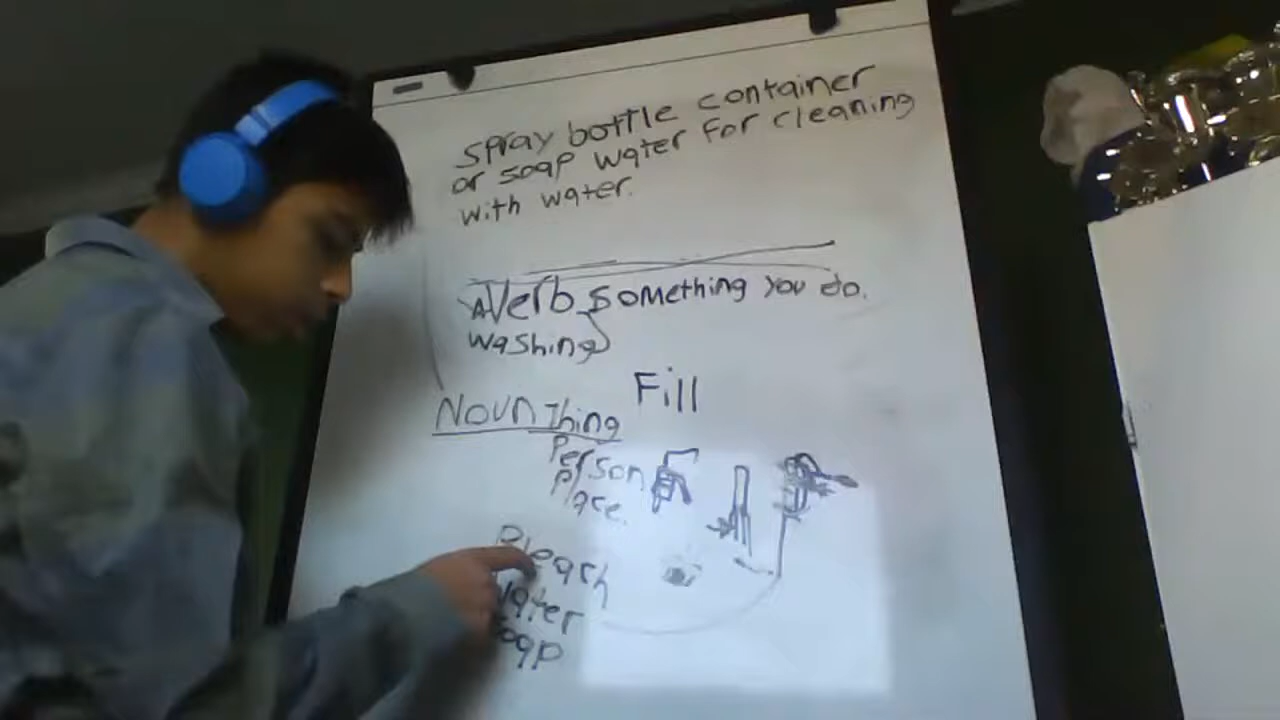 spray bottle container
or soap water for cleaning
with water.
A Verb something you do.
washing
Fill
Noun Thing
Person
Place.
Bleach
water
soap